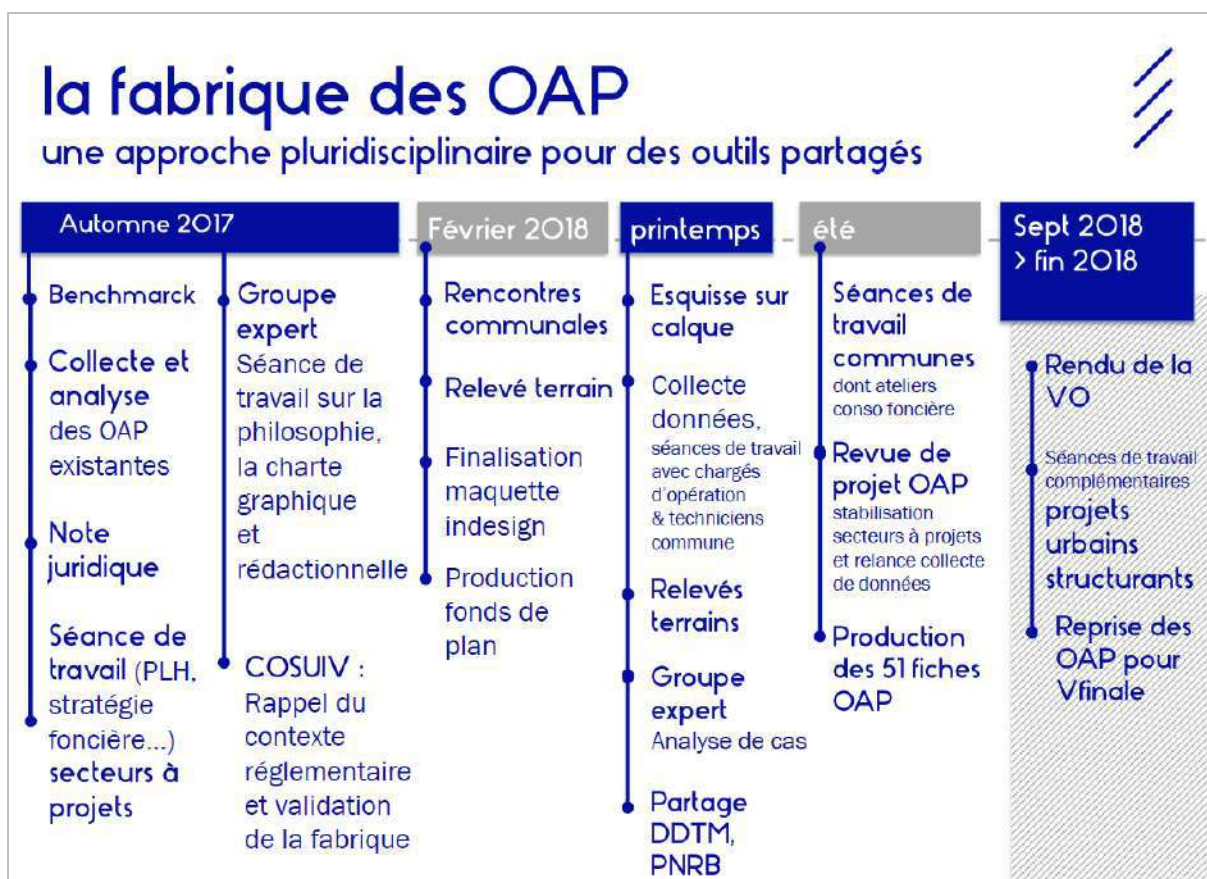 la fabrique des OAP
une approche pluridisciplinaire pour des outils partagés
Automne 2017
Benchmarck
Collecte et
analyse
des OAP
existantes
Note
juridique
Séance de
travail (PLH,
stratégie
foncière...)
secteurs à
projets
Groupe
expert
Séance de
travail sur la
philosophie,
la charte
graphique
et
rédactionnelle
COSUIV :
Rappel du
contexte
réglementaire
et validation
de la fabrique
Février 2018
Rencontres
communales
Relevé terrain
Finalisation
maquette
indesign
Production
fonds de
plan
printemps
Esquisse sur
calque
Collecte
données,
séances de travail
avec chargés
d'opération
& techniciens
commune
Relevés
terrains
Groupe
expert
Analyse de cas
Partage
DDTM,
PNRB
été
Séances de
travail
communes
dont ateliers
conso foncière
Revue de
projet OAP
stabilisation
secteurs à projets
et relance collecte
de données
Production
des 51 fiches
OAP
Sept 2018
> fin 2018
Rendu de la
VO
Séances de travail
complémentaires
projets
urbains
structurants
Reprise des
OAP pour
Vfinale